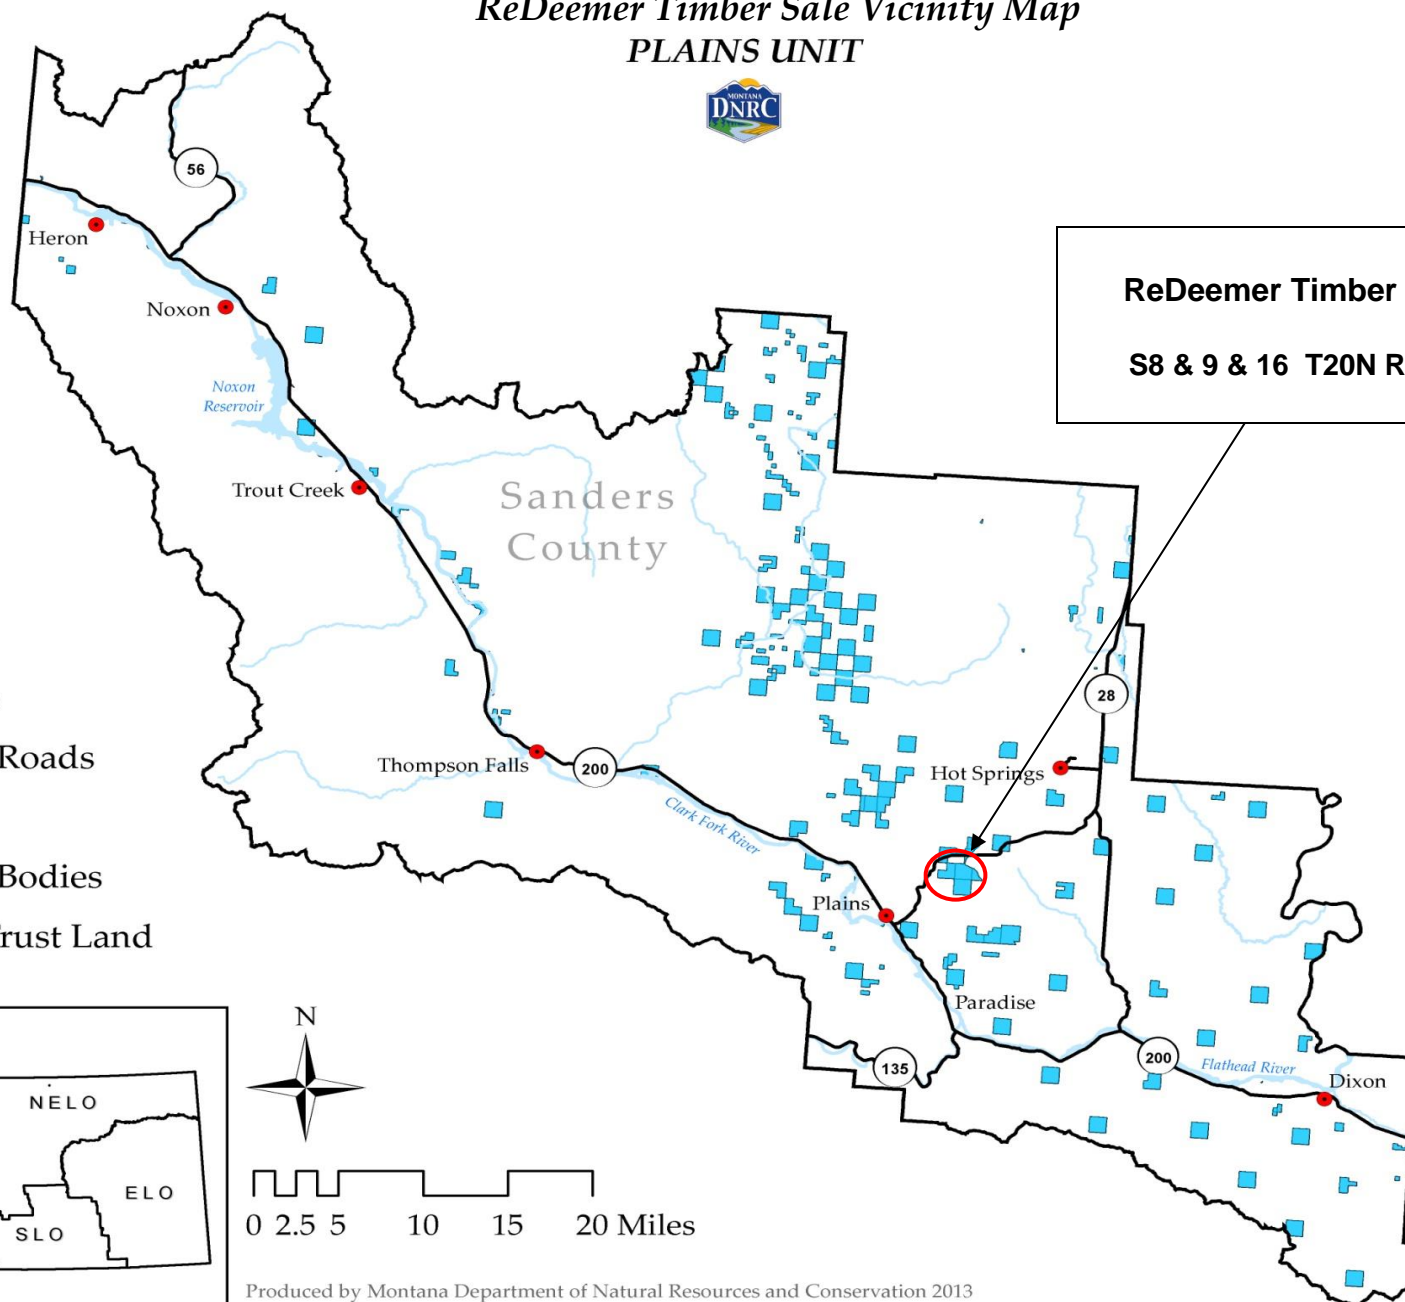 ReDeemer Timber Sale Vicinity Map
PLAINS UNIT
MONTANA
DNRC
56
Heron
Noxon
Noxon
Reservoir
Trout Creek
Sanders
County
ReDeemer Timber
S8 & 9 & 16 T20N R
28
Hot Springs
Thompson Falls
200
Clark Fork River
Plains
Paradise
135
200
Flathead River
Dixon
Roads
Bodies
Trust Land
N
NELO
ELO
SLO
0 2.5 5 10 15 20 Miles
Produced by Montana Department of Natural Resources and Conservation 2013